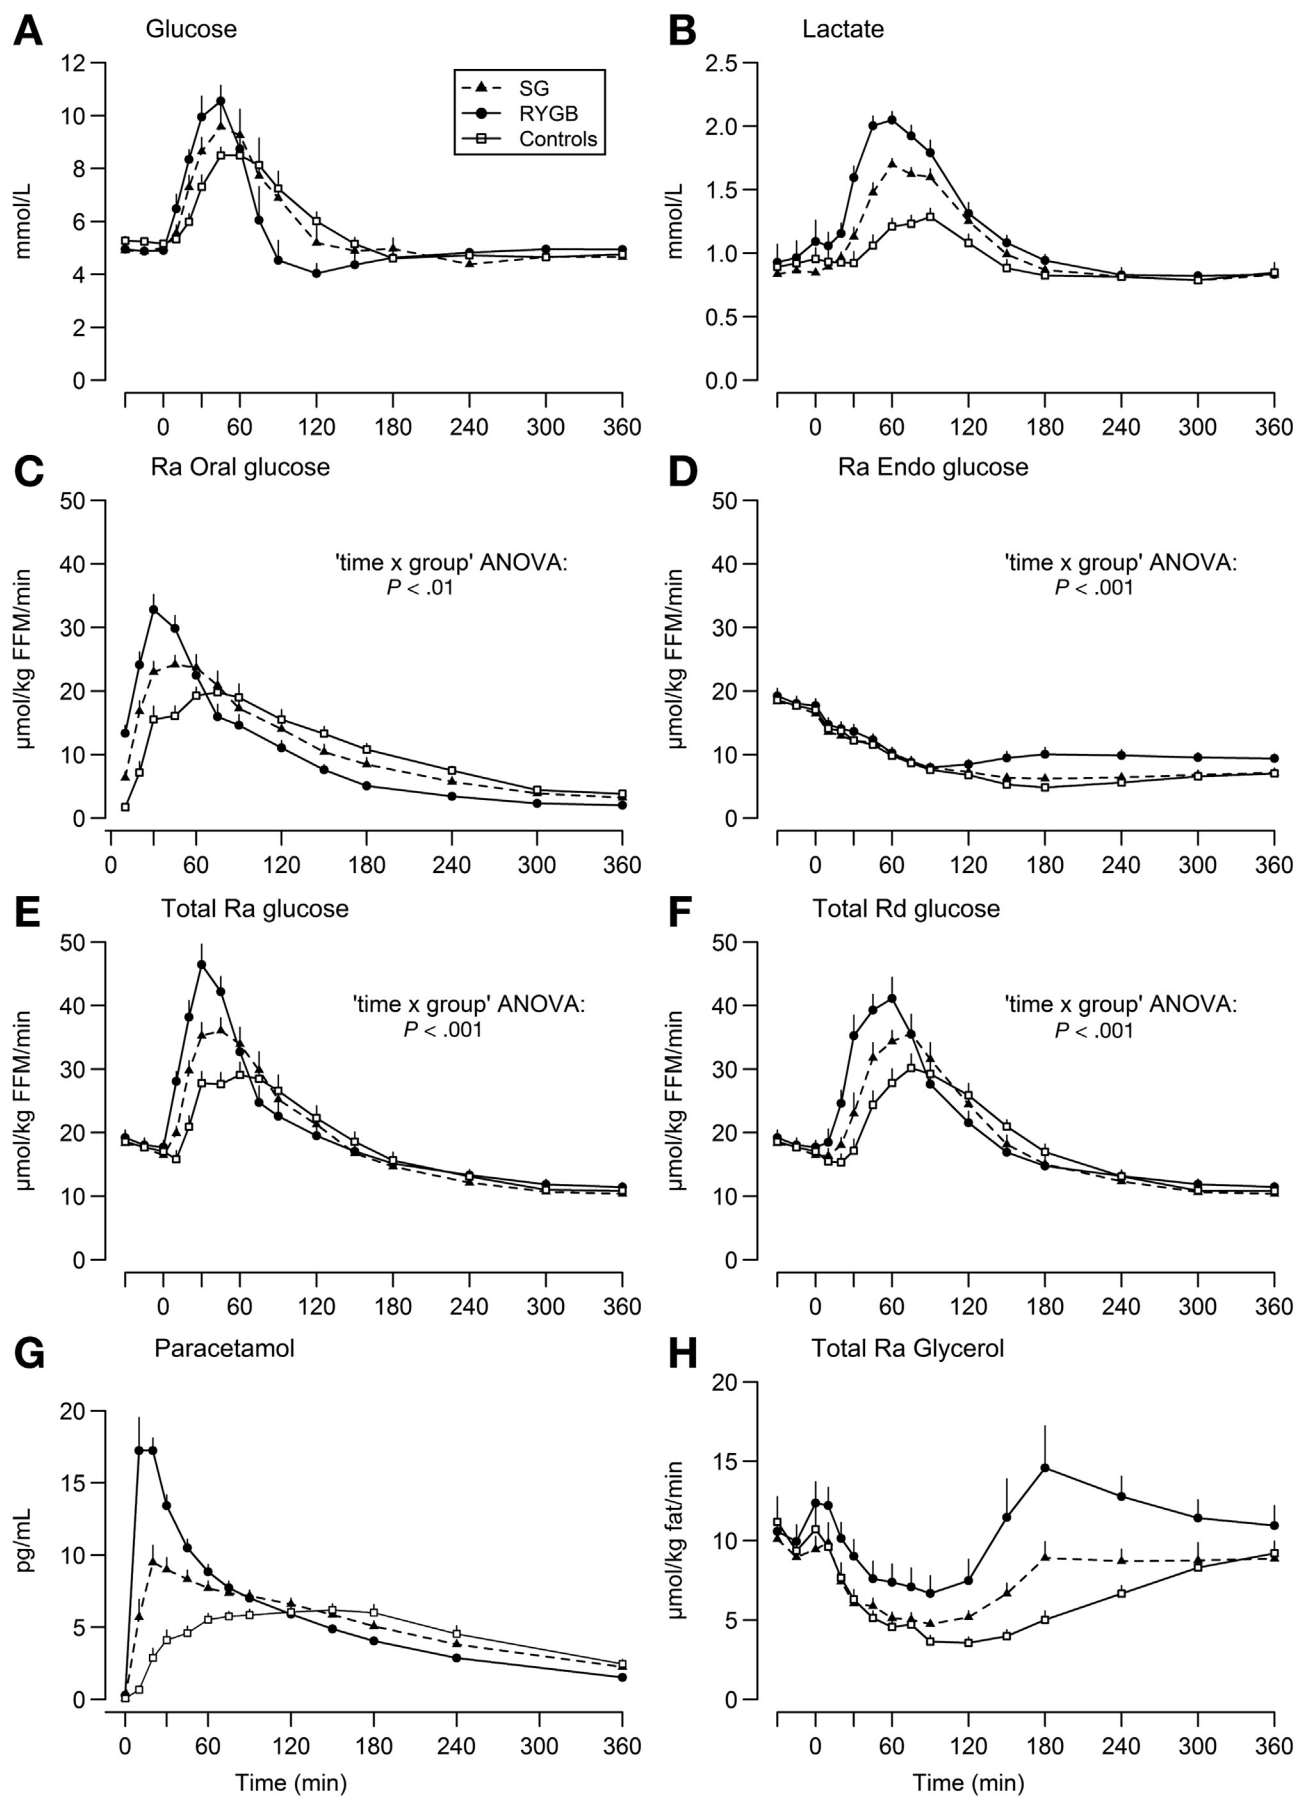 A Glucose
12
10
8
6
4
2
0
mmol/L
SG
RYGB
Controls
0 60 120 180 240 300 360
B Lactate
2.5
2.0
1.5
1.0
0.5
0.0
mmol/L
0 60 120 180 240 300 360
C Ra Oral glucose
50
40
30
20
10
0
µmol/kg FFM/min
'time x group' ANOVA:
P < .01
0 60 120 180 240 300 360
D Ra Endo glucose
50
40
30
20
10
0
µmol/kg FFM/min
'time x group' ANOVA:
P < .001
0 60 120 180 240 300 360
E Total Ra glucose
50
40
30
20
10
0
µmol/kg FFM/min
'time x group' ANOVA:
P < .001
0 60 120 180 240 300 360
F Total Rd glucose
50
40
30
20
10
0
µmol/kg FFM/min
'time x group' ANOVA:
P < .001
0 60 120 180 240 300 360
G Paracetamol
20
15
10
5
0
pg/mL
0 60 120 180 240 300 360
Time (min)
H Total Ra Glycerol
20
15
10
5
0
µmol/kg fat/min
0 60 120 180 240 300 360
Time (min)